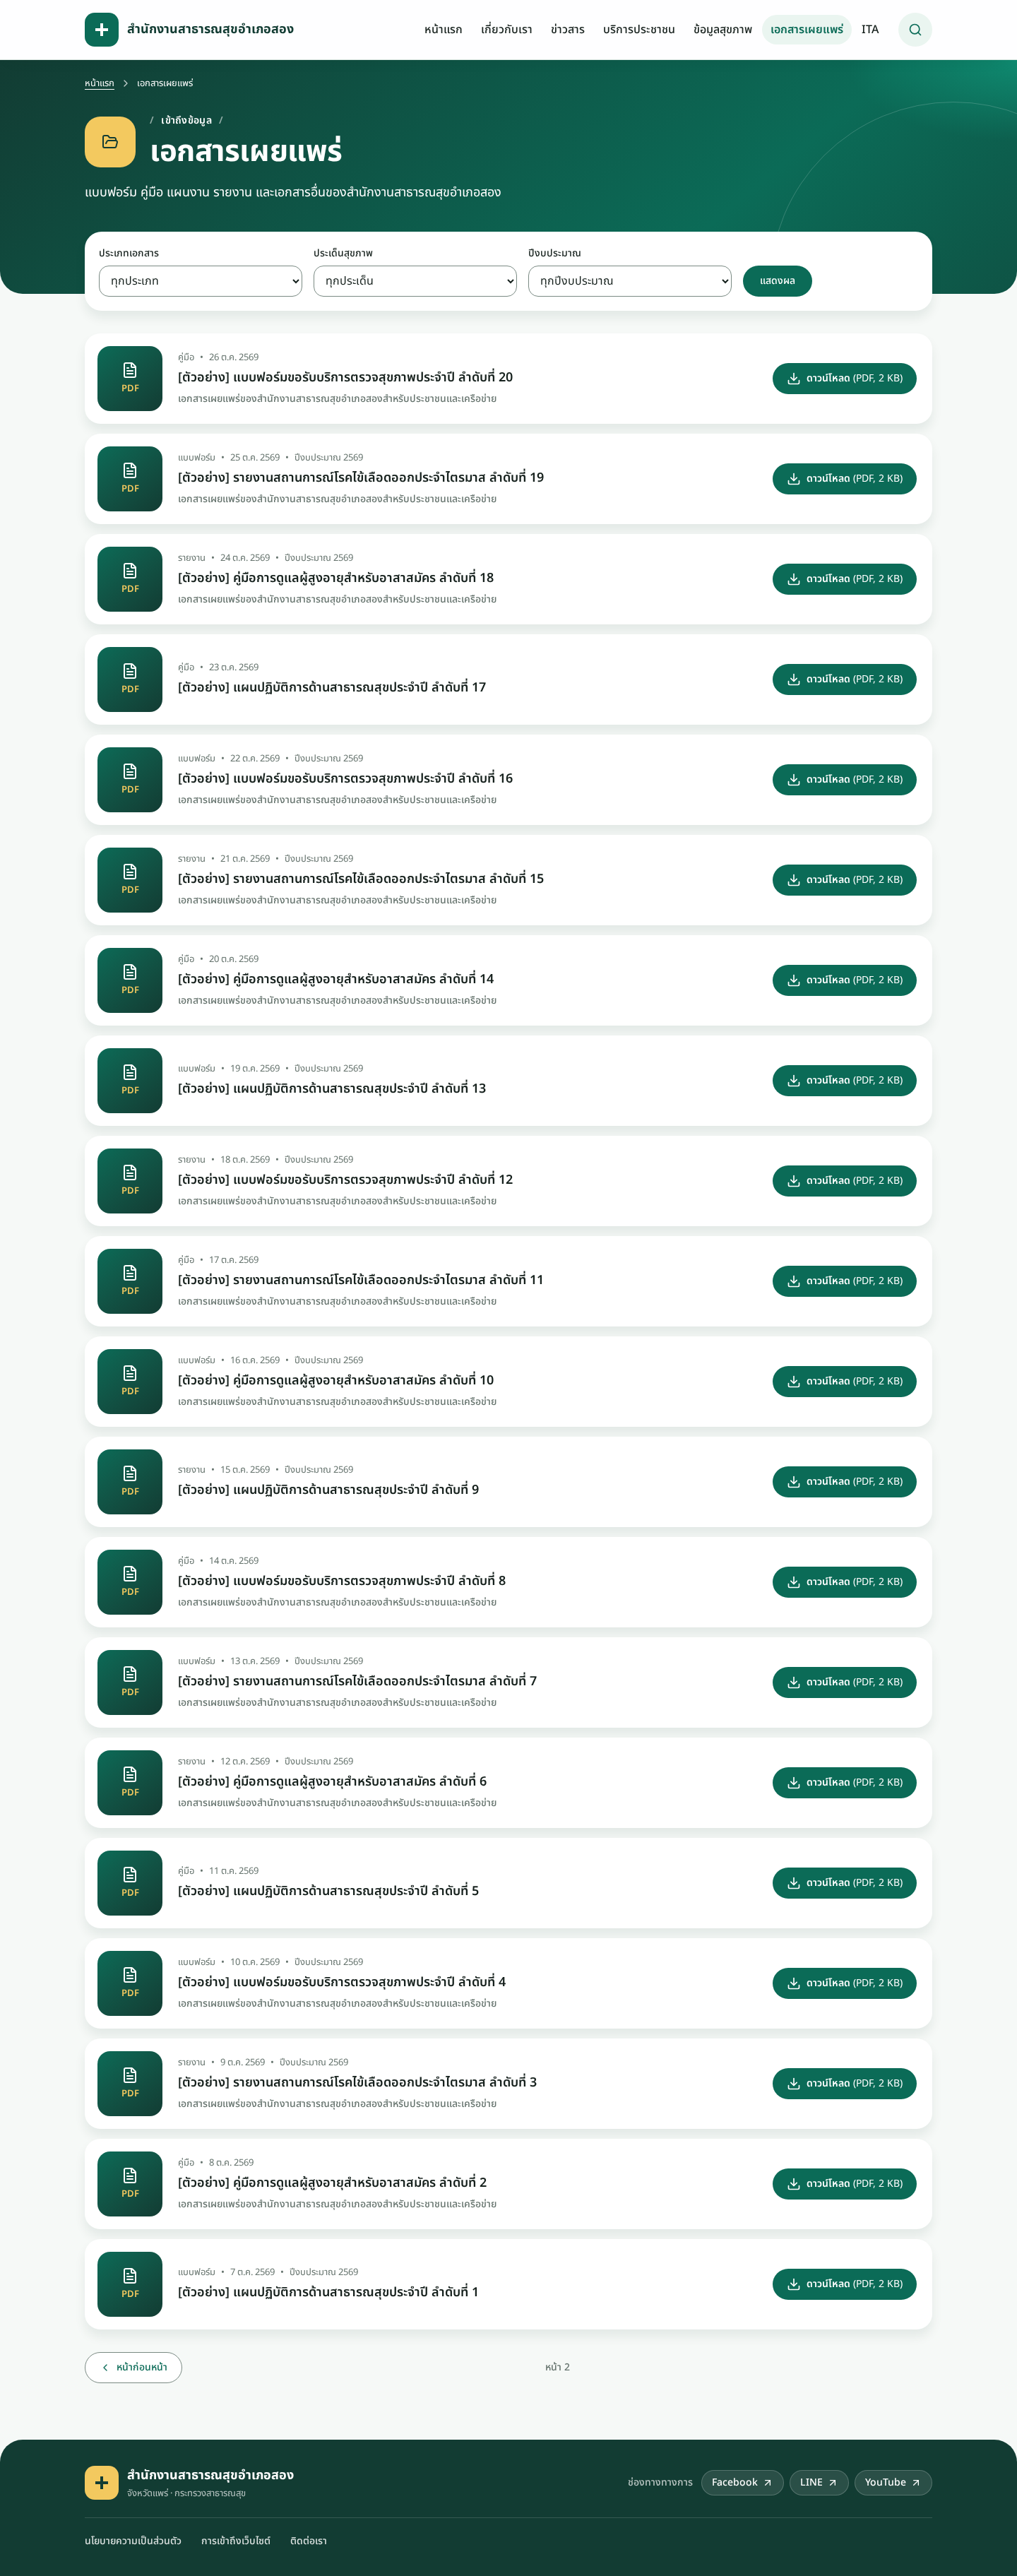 สำนักงานสาธารณสุขอำเภอสอง
หน้าแรก เกี่ยวกับเรา ข่าวสาร บริการประชาชน ข้อมูลสุขภาพ เอกสารเผยแพร่ ITA
หน้าแรก > เอกสารเผยแพร่
/ เข้าถึงข้อมูล /
เอกสารเผยแพร่
แบบฟอร์ม คู่มือ แผนงาน รายงาน และเอกสารอื่นของสำนักงานสาธารณสุขอำเภอสอง
ประเภทเอกสาร ประเด็นสุขภาพ ปีงบประมาณ
ทุกประเภท ทุกประเด็น ทุกปีงบประมาณ แสดงผล
คู่มือ • 26 ต.ค. 2569
[ตัวอย่าง] แบบฟอร์มขอรับบริการตรวจสุขภาพประจำปี ลำดับที่ 20
เอกสารเผยแพร่ของสำนักงานสาธารณสุขอำเภอสองสำหรับประชาชนและเครือข่าย
PDF
ดาวน์โหลด (PDF, 2 KB)
แบบฟอร์ม • 25 ต.ค. 2569 • ปีงบประมาณ 2569
[ตัวอย่าง] รายงานสถานการณ์โรคไข้เลือดออกประจำไตรมาส ลำดับที่ 19
เอกสารเผยแพร่ของสำนักงานสาธารณสุขอำเภอสองสำหรับประชาชนและเครือข่าย
PDF
ดาวน์โหลด (PDF, 2 KB)
รายงาน • 24 ต.ค. 2569 • ปีงบประมาณ 2569
[ตัวอย่าง] คู่มือการดูแลผู้สูงอายุสำหรับอาสาสมัคร ลำดับที่ 18
เอกสารเผยแพร่ของสำนักงานสาธารณสุขอำเภอสองสำหรับประชาชนและเครือข่าย
PDF
ดาวน์โหลด (PDF, 2 KB)
คู่มือ • 23 ต.ค. 2569
[ตัวอย่าง] แผนปฏิบัติการด้านสาธารณสุขประจำปี ลำดับที่ 17
PDF
ดาวน์โหลด (PDF, 2 KB)
แบบฟอร์ม • 22 ต.ค. 2569 • ปีงบประมาณ 2569
[ตัวอย่าง] แบบฟอร์มขอรับบริการตรวจสุขภาพประจำปี ลำดับที่ 16
เอกสารเผยแพร่ของสำนักงานสาธารณสุขอำเภอสองสำหรับประชาชนและเครือข่าย
PDF
ดาวน์โหลด (PDF, 2 KB)
รายงาน • 21 ต.ค. 2569 • ปีงบประมาณ 2569
[ตัวอย่าง] รายงานสถานการณ์โรคไข้เลือดออกประจำไตรมาส ลำดับที่ 15
เอกสารเผยแพร่ของสำนักงานสาธารณสุขอำเภอสองสำหรับประชาชนและเครือข่าย
PDF
ดาวน์โหลด (PDF, 2 KB)
คู่มือ • 20 ต.ค. 2569
[ตัวอย่าง] คู่มือการดูแลผู้สูงอายุสำหรับอาสาสมัคร ลำดับที่ 14
เอกสารเผยแพร่ของสำนักงานสาธารณสุขอำเภอสองสำหรับประชาชนและเครือข่าย
PDF
ดาวน์โหลด (PDF, 2 KB)
แบบฟอร์ม • 19 ต.ค. 2569 • ปีงบประมาณ 2569
[ตัวอย่าง] แผนปฏิบัติการด้านสาธารณสุขประจำปี ลำดับที่ 13
PDF
ดาวน์โหลด (PDF, 2 KB)
รายงาน • 18 ต.ค. 2569 • ปีงบประมาณ 2569
[ตัวอย่าง] แบบฟอร์มขอรับบริการตรวจสุขภาพประจำปี ลำดับที่ 12
เอกสารเผยแพร่ของสำนักงานสาธารณสุขอำเภอสองสำหรับประชาชนและเครือข่าย
PDF
ดาวน์โหลด (PDF, 2 KB)
คู่มือ • 17 ต.ค. 2569
[ตัวอย่าง] รายงานสถานการณ์โรคไข้เลือดออกประจำไตรมาส ลำดับที่ 11
เอกสารเผยแพร่ของสำนักงานสาธารณสุขอำเภอสองสำหรับประชาชนและเครือข่าย
PDF
ดาวน์โหลด (PDF, 2 KB)
แบบฟอร์ม • 16 ต.ค. 2569 • ปีงบประมาณ 2569
[ตัวอย่าง] คู่มือการดูแลผู้สูงอายุสำหรับอาสาสมัคร ลำดับที่ 10
เอกสารเผยแพร่ของสำนักงานสาธารณสุขอำเภอสองสำหรับประชาชนและเครือข่าย
PDF
ดาวน์โหลด (PDF, 2 KB)
รายงาน • 15 ต.ค. 2569 • ปีงบประมาณ 2569
[ตัวอย่าง] แผนปฏิบัติการด้านสาธารณสุขประจำปี ลำดับที่ 9
PDF
ดาวน์โหลด (PDF, 2 KB)
คู่มือ • 14 ต.ค. 2569
[ตัวอย่าง] แบบฟอร์มขอรับบริการตรวจสุขภาพประจำปี ลำดับที่ 8
เอกสารเผยแพร่ของสำนักงานสาธารณสุขอำเภอสองสำหรับประชาชนและเครือข่าย
PDF
ดาวน์โหลด (PDF, 2 KB)
แบบฟอร์ม • 13 ต.ค. 2569 • ปีงบประมาณ 2569
[ตัวอย่าง] รายงานสถานการณ์โรคไข้เลือดออกประจำไตรมาส ลำดับที่ 7
เอกสารเผยแพร่ของสำนักงานสาธารณสุขอำเภอสองสำหรับประชาชนและเครือข่าย
PDF
ดาวน์โหลด (PDF, 2 KB)
รายงาน • 12 ต.ค. 2569 • ปีงบประมาณ 2569
[ตัวอย่าง] คู่มือการดูแลผู้สูงอายุสำหรับอาสาสมัคร ลำดับที่ 6
เอกสารเผยแพร่ของสำนักงานสาธารณสุขอำเภอสองสำหรับประชาชนและเครือข่าย
PDF
ดาวน์โหลด (PDF, 2 KB)
คู่มือ • 11 ต.ค. 2569
[ตัวอย่าง] แผนปฏิบัติการด้านสาธารณสุขประจำปี ลำดับที่ 5
PDF
ดาวน์โหลด (PDF, 2 KB)
แบบฟอร์ม • 10 ต.ค. 2569 • ปีงบประมาณ 2569
[ตัวอย่าง] แบบฟอร์มขอรับบริการตรวจสุขภาพประจำปี ลำดับที่ 4
เอกสารเผยแพร่ของสำนักงานสาธารณสุขอำเภอสองสำหรับประชาชนและเครือข่าย
PDF
ดาวน์โหลด (PDF, 2 KB)
รายงาน • 9 ต.ค. 2569 • ปีงบประมาณ 2569
[ตัวอย่าง] รายงานสถานการณ์โรคไข้เลือดออกประจำไตรมาส ลำดับที่ 3
เอกสารเผยแพร่ของสำนักงานสาธารณสุขอำเภอสองสำหรับประชาชนและเครือข่าย
PDF
ดาวน์โหลด (PDF, 2 KB)
คู่มือ • 8 ต.ค. 2569
[ตัวอย่าง] คู่มือการดูแลผู้สูงอายุสำหรับอาสาสมัคร ลำดับที่ 2
เอกสารเผยแพร่ของสำนักงานสาธารณสุขอำเภอสองสำหรับประชาชนและเครือข่าย
PDF
ดาวน์โหลด (PDF, 2 KB)
แบบฟอร์ม • 7 ต.ค. 2569 • ปีงบประมาณ 2569
[ตัวอย่าง] แผนปฏิบัติการด้านสาธารณสุขประจำปี ลำดับที่ 1
PDF
ดาวน์โหลด (PDF, 2 KB)
หน้าก่อนหน้า หน้า 2
สำนักงานสาธารณสุขอำเภอสอง
จังหวัดแพร่ · กระทรวงสาธารณสุข
ช่องทางทางการ Facebook LINE YouTube
นโยบายความเป็นส่วนตัว การเข้าถึงเว็บไซต์ ติดต่อเรา